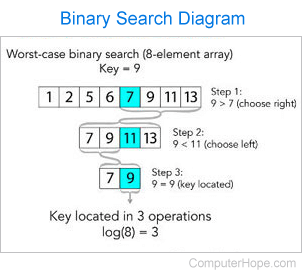 Binary Search Diagram
Worst-case binary search (8-element array)
Key = 9
1 2 5 6 7 9 11 13
Step 1:
9 > 7 (choose right)
7 9 11 13
Step 2:
9 < 11 (choose left)
7 9
Step 3:
9 = 9 (key located)
Key located in 3 operations
log(8) = 3
ComputerHope.com